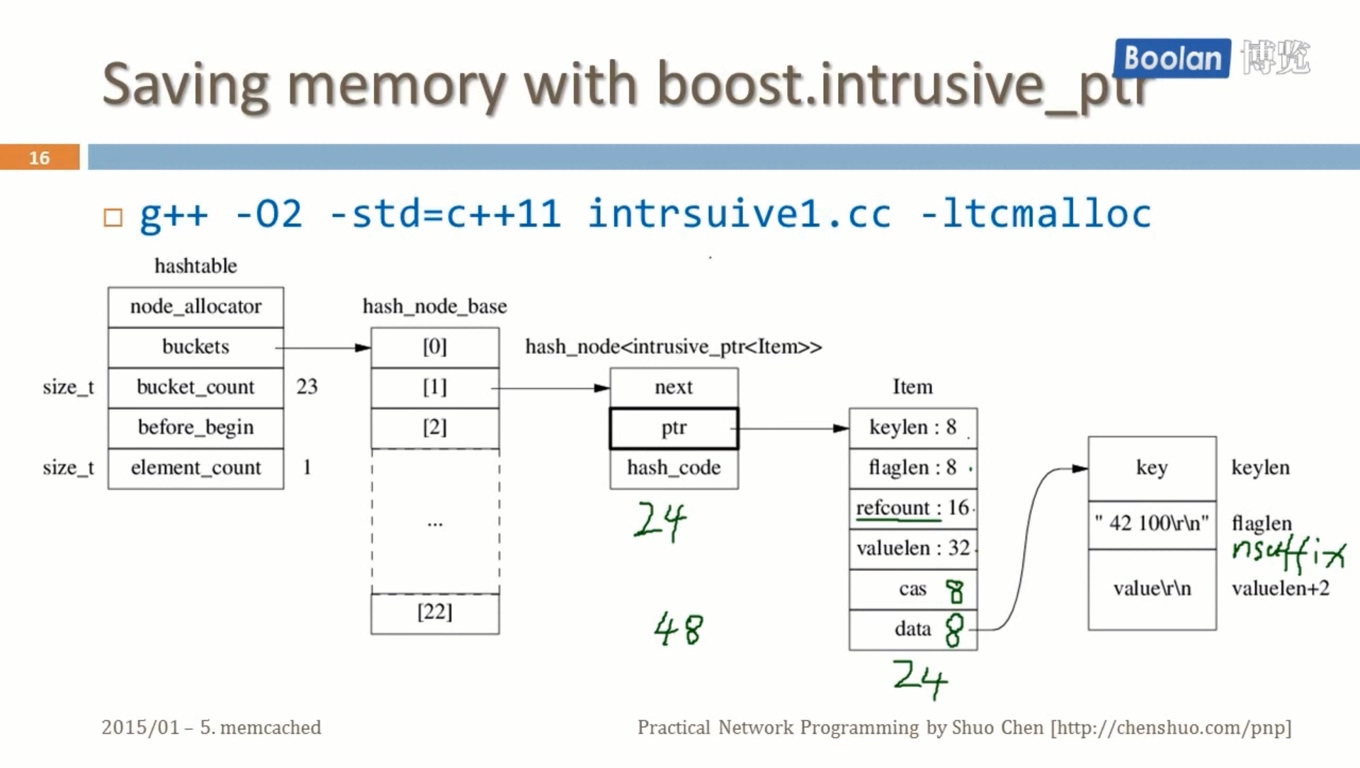 Boolan 博览
Saving memory with boost.intrusive_ptr
16
g++ -O2 -std=c++11 intrsuive1.cc -ltcmalloc
hashtable
node_allocator
buckets
size_t bucket_count 23
before_begin
size_t element_count 1
hash_node_base
[0]
[1]
[2]
...
[22]
hash_node<intrusive_ptr<Item>>
next
ptr
hash_code
24
48
Item
keylen : 8
flaglen : 8
refcount : 16
valuelen : 32
cas 8
data 8
24
key keylen
" 42 100\r\n" flaglen
nsuffix
value\r\n valuelen+2
2015/01 – 5. memcached
Practical Network Programming by Shuo Chen [http://chenshuo.com/pnp]